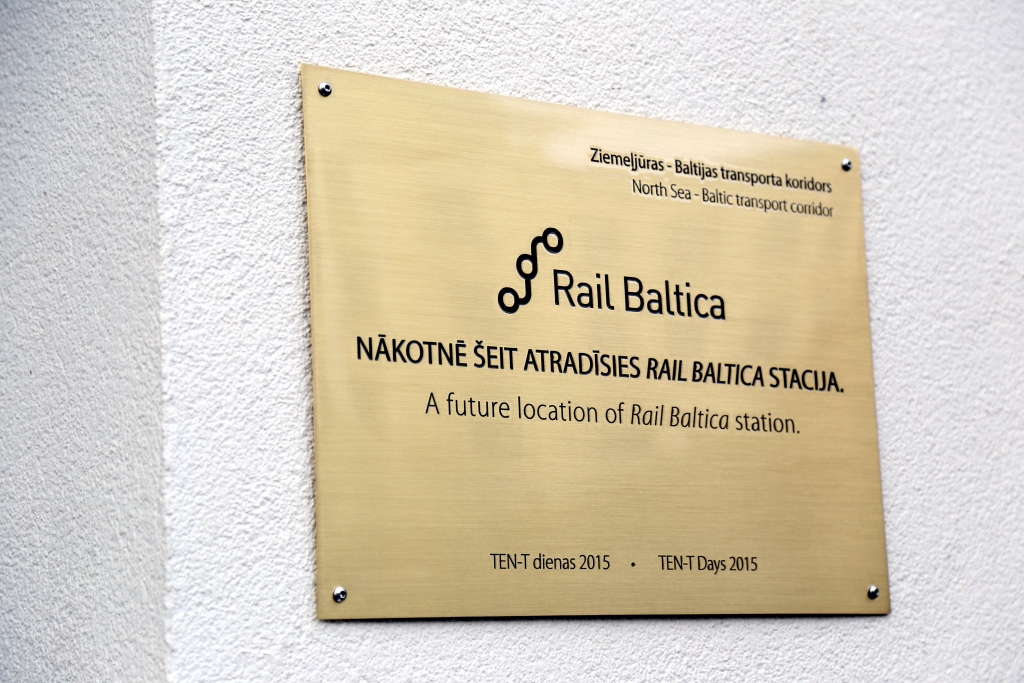 Ziemeļjūras - Baltijas transporta koridors
North Sea - Baltic transport corridor
Rail Baltica
NĀKOTNĒ ŠEIT ATRADĪSIES RAIL BALTICA STACIJA.
A future location of Rail Baltica station.
TEN-T dienas 2015 • TEN-T Days 2015